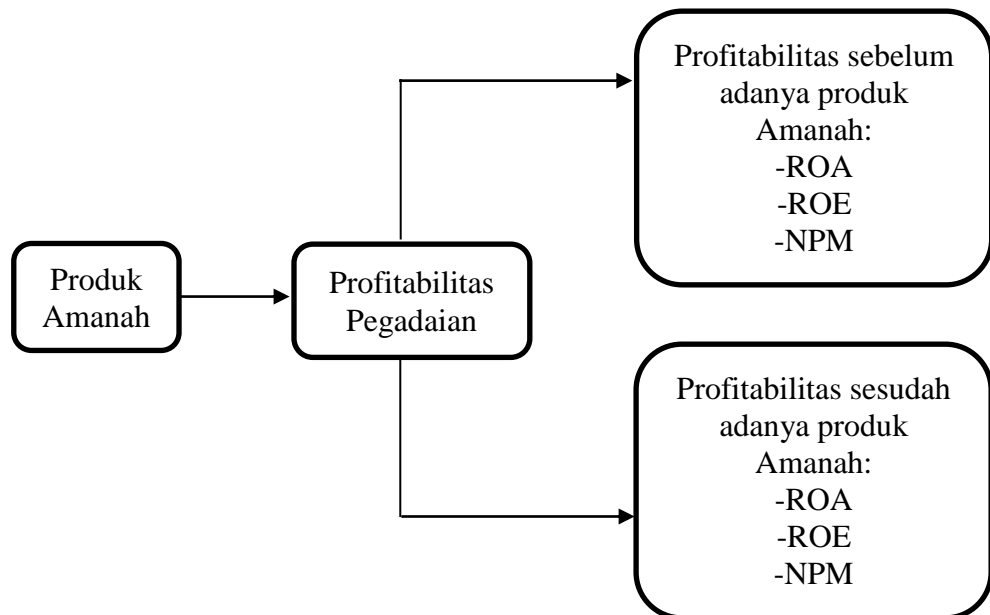 Produk
Amanah
Profitabilitas
Pegadaian
Profitabilitas sebelum
adanya produk
Amanah:
-ROA
-ROE
-NPM
Profitabilitas sesudah
adanya produk
Amanah:
-ROA
-ROE
-NPM